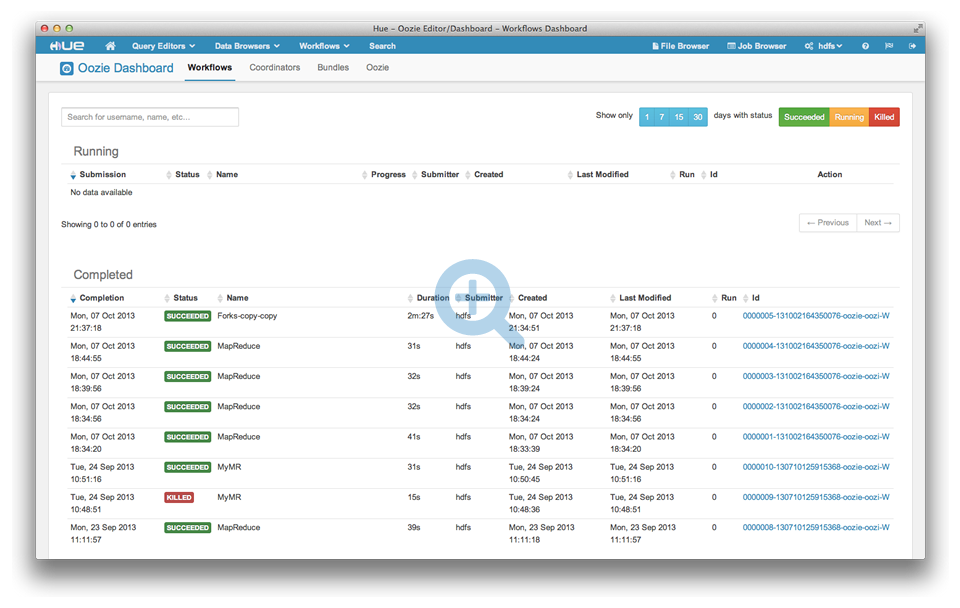 Hue – Oozie Editor/Dashboard – Workflows Dashboard
HUE Query Editors Data Browsers Workflows Search File Browser Job Browser hdfs
Oozie Dashboard Workflows Coordinators Bundles Oozie
Search for username, name, etc... Show only 1 7 15 30 days with status Succeeded Running Killed
Running
Submission Status Name Progress Submitter Created Last Modified Run Id Action
No data available
Showing 0 to 0 of 0 entries ← Previous Next →
Completed
Completion Status Name Duration Submitter Created Last Modified Run Id
Mon, 07 Oct 2013 SUCCEEDED Forks-copy-copy 2m:27s hdfs Mon, 07 Oct 2013 Mon, 07 Oct 2013 0 0000005-131002164350076-oozie-oozi-W
21:37:18 21:34:51 21:37:18
Mon, 07 Oct 2013 SUCCEEDED MapReduce 31s hdfs Mon, 07 Oct 2013 Mon, 07 Oct 2013 0 0000004-131002164350076-oozie-oozi-W
18:44:55 18:44:24 18:44:55
Mon, 07 Oct 2013 SUCCEEDED MapReduce 32s hdfs Mon, 07 Oct 2013 Mon, 07 Oct 2013 0 0000003-131002164350076-oozie-oozi-W
18:39:56 18:39:24 18:39:56
Mon, 07 Oct 2013 SUCCEEDED MapReduce 32s hdfs Mon, 07 Oct 2013 Mon, 07 Oct 2013 0 0000002-131002164350076-oozie-oozi-W
18:34:56 18:34:24 18:34:56
Mon, 07 Oct 2013 SUCCEEDED MapReduce 41s hdfs Mon, 07 Oct 2013 Mon, 07 Oct 2013 0 0000001-131002164350076-oozie-oozi-W
18:34:20 18:33:39 18:34:20
Tue, 24 Sep 2013 SUCCEEDED MyMR 31s hdfs Tue, 24 Sep 2013 Tue, 24 Sep 2013 0 0000010-130710125915368-oozie-oozi-W
10:51:16 10:50:45 10:51:16
Tue, 24 Sep 2013 KILLED MyMR 15s hdfs Tue, 24 Sep 2013 Tue, 24 Sep 2013 0 0000009-130710125915368-oozie-oozi-W
10:48:51 10:48:36 10:48:51
Mon, 23 Sep 2013 SUCCEEDED MapReduce 39s hdfs Mon, 23 Sep 2013 Mon, 23 Sep 2013 0 0000008-130710125915368-oozie-oozi-W
11:11:57 11:11:18 11:11:57